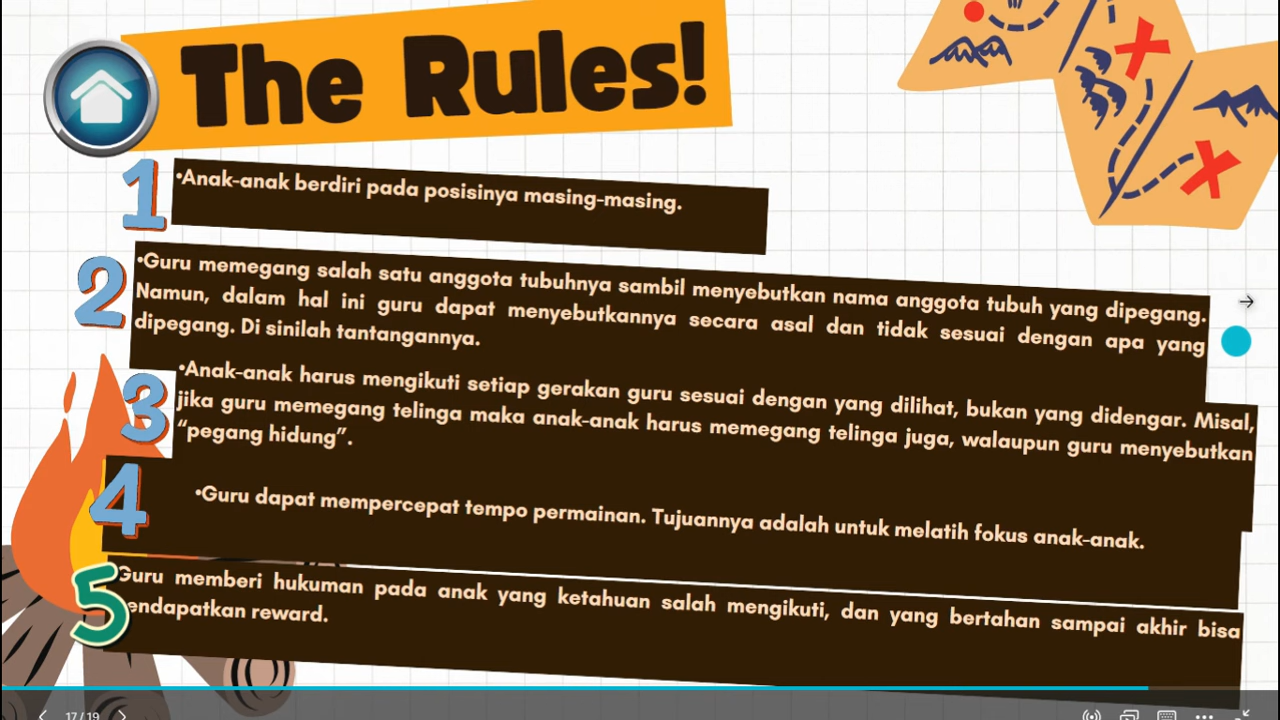 The Rules!
1
•Anak-anak berdiri pada posisinya masing-masing.
2
•Guru memegang salah satu anggota tubuhnya sambil menyebutkan nama anggota tubuh yang dipegang.
Namun, dalam hal ini guru dapat menyebutkannya secara asal dan tidak sesuai dengan apa yang
dipegang. Di sinilah tantangannya.
3
•Anak-anak harus mengikuti setiap gerakan guru sesuai dengan yang dilihat, bukan yang didengar. Misal,
jika guru memegang telinga maka anak-anak harus memegang telinga juga, walaupun guru menyebutkan
“pegang hidung”.
4
•Guru dapat mempercepat tempo permainan. Tujuannya adalah untuk melatih fokus anak-anak.
5
Guru memberi hukuman pada anak yang ketahuan salah mengikuti, dan yang bertahan sampai akhir bisa
endapatkan reward.
17/19